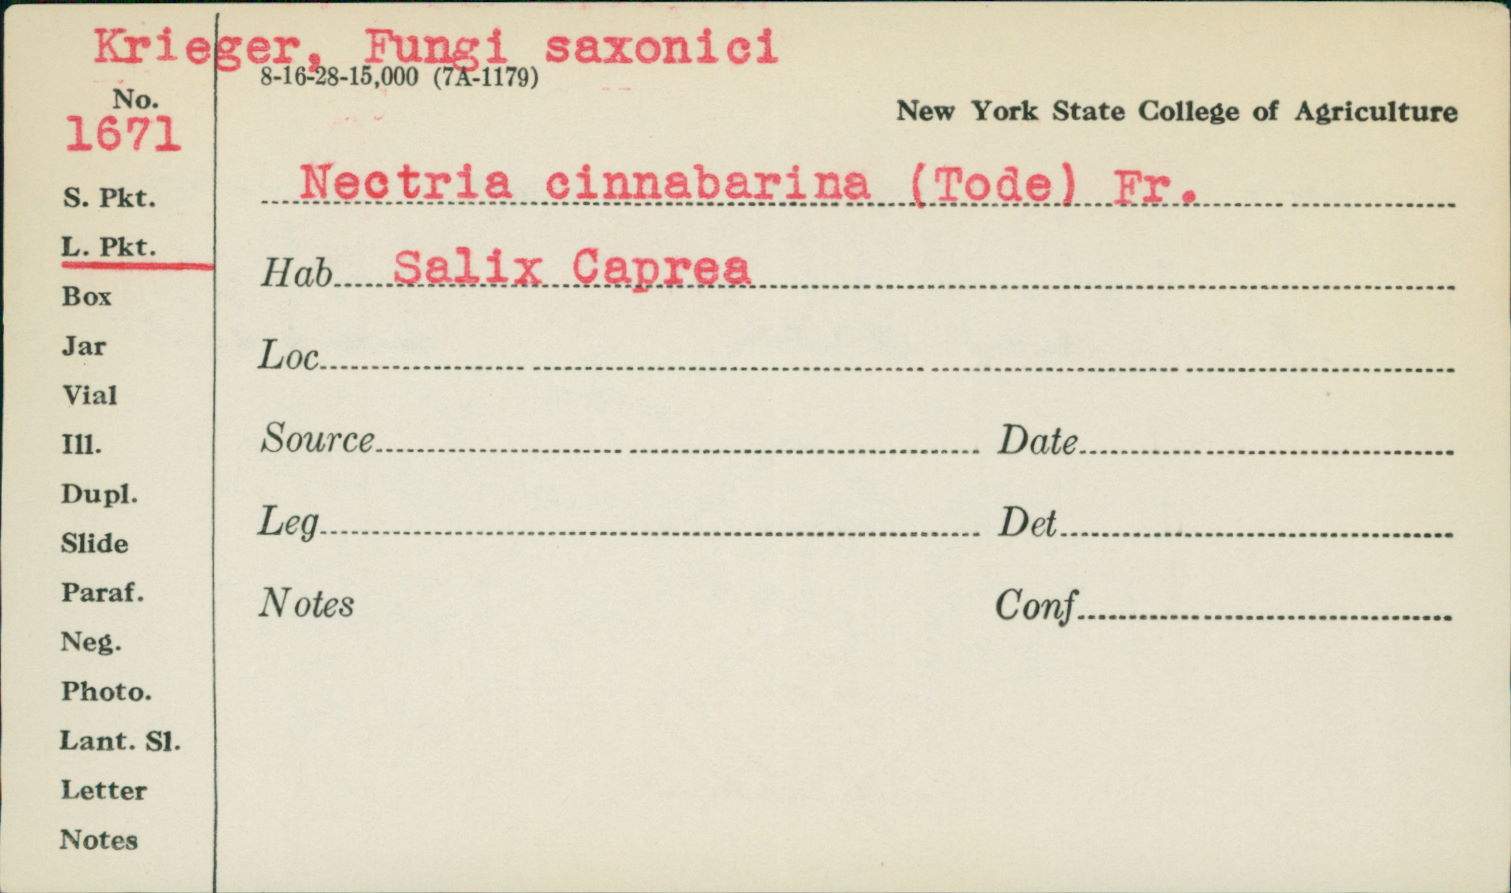 Krieger, Fungi saxonici
8-16-28-15,000 (7A-1179)
No.
1671
New York State College of Agriculture
Nectria cinnabarina (Tode) Fr.
S. Pkt.
L. Pkt.
Box
Jar
Vial
Ill.
Dupl.
Slide
Paraf.
Neg.
Photo.
Lant. Sl.
Letter
Notes
Hab Salix Caprea
Loc
Source Date
Leg Det
Notes Conf